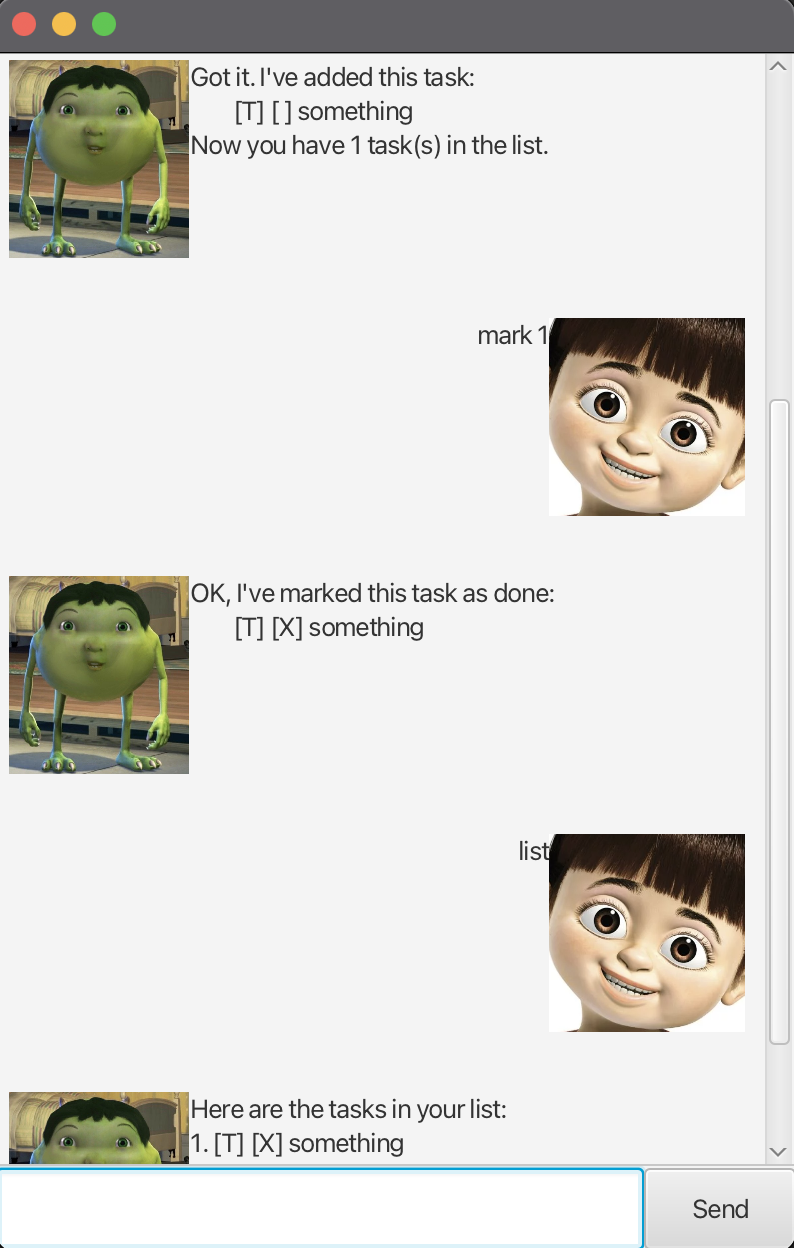 Got it. I've added this task:
[T] [ ] something
Now you have 1 task(s) in the list.
mark 1
OK, I've marked this task as done:
[T] [X] something
list
Here are the tasks in your list:
1. [T] [X] something
Send